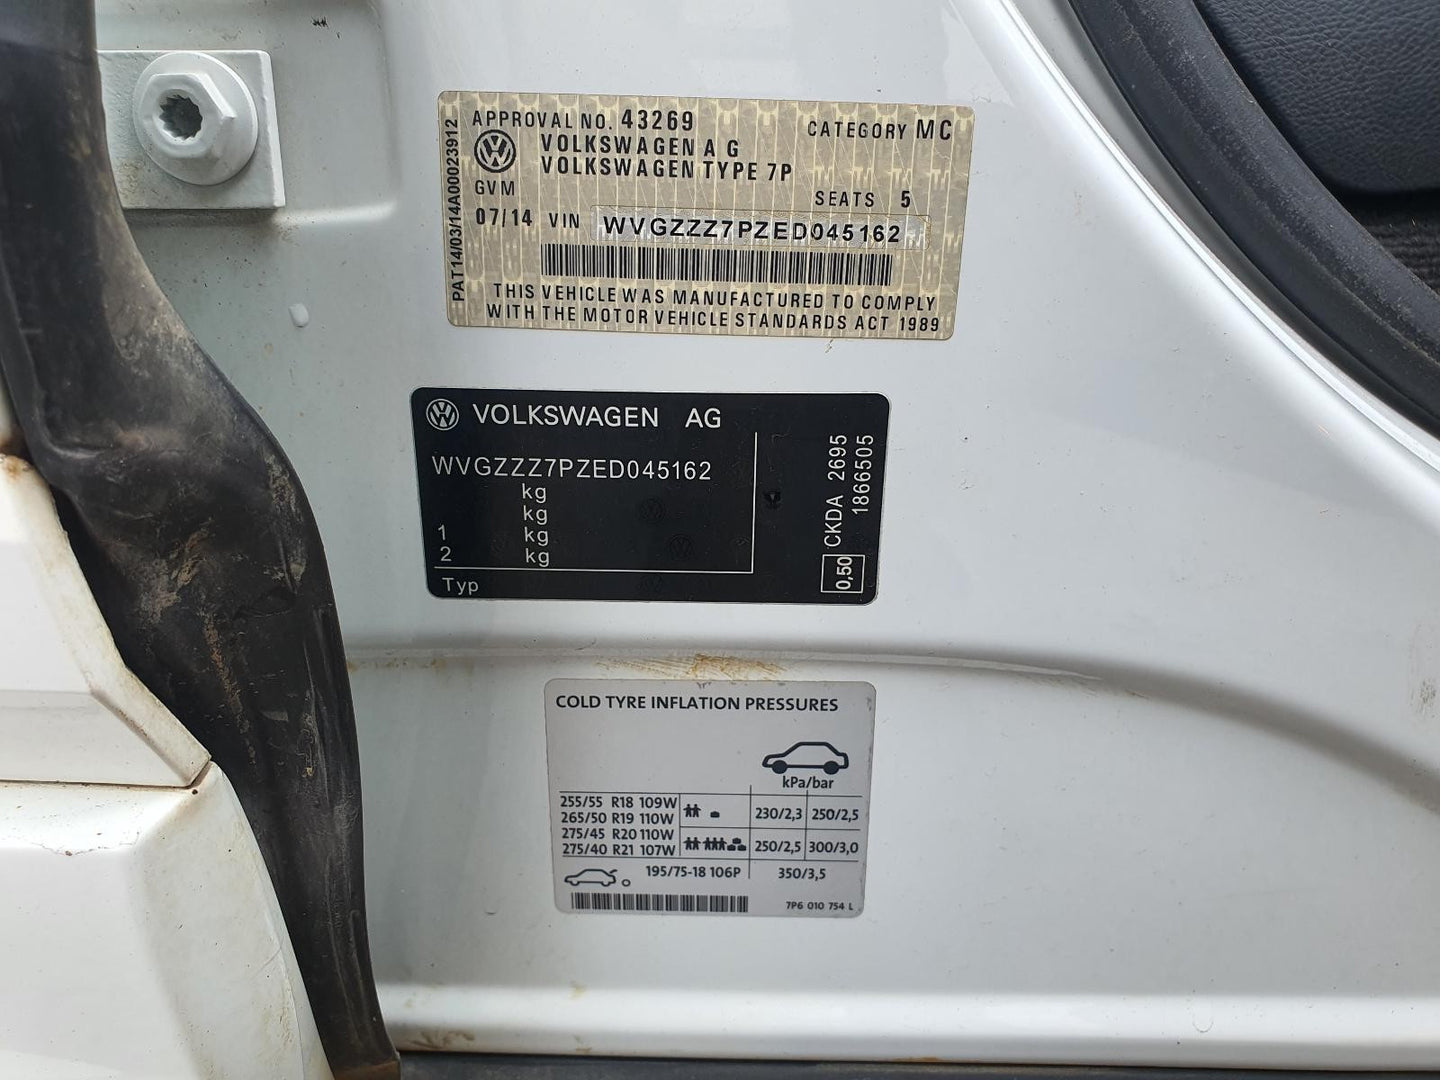 PAT14/03/14A00023912
APPROVAL NO. 43269 CATEGORY MC
VOLKSWAGEN A G
VOLKSWAGEN TYPE 7P
GVM SEATS 5
07/14 VIN WVGZZZ7PZED045162
THIS VEHICLE WAS MANUFACTURED TO COMPLY
WITH THE MOTOR VEHICLE STANDARDS ACT 1989
VOLKSWAGEN AG
WVGZZZ7PZED045162
kg
kg
1 kg
2 kg
Typ
0,50 CKDA 2695
1866505
COLD TYRE INFLATION PRESSURES
kPa/bar
255/55 R18 109W
265/50 R19 110W 230/2,3 250/2,5
275/45 R20 110W
275/40 R21 107W 250/2,5 300/3,0
195/75-18 106P 350/3,5
7P6 010 754 L